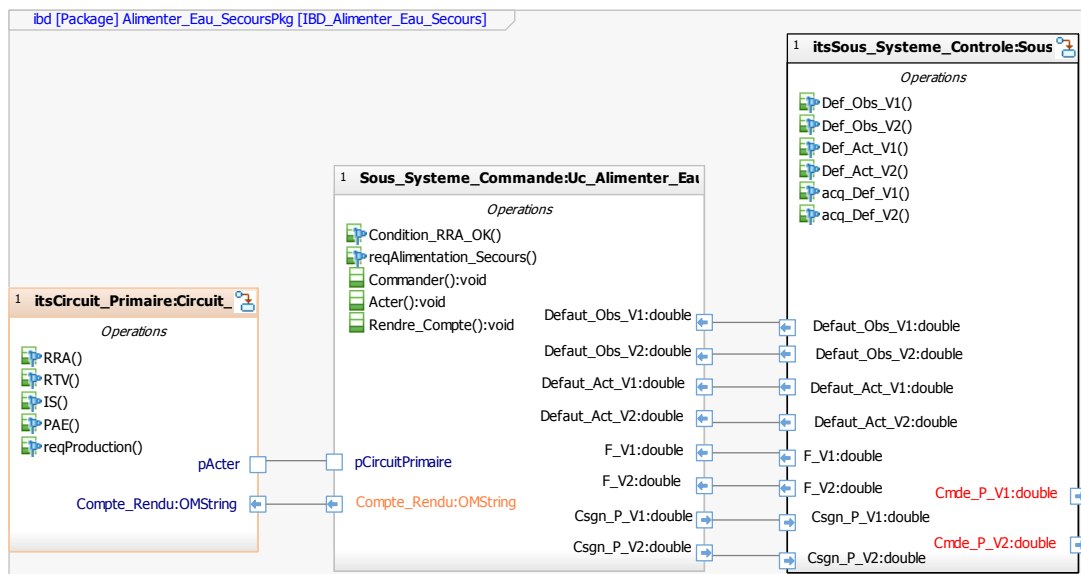 ibd [Package] Alimenter_Eau_SecoursPkg [IBD_Alimenter_Eau_Secours]
1 itsCircuit_Primaire:Circuit_
Operations
RRA()
RTV()
IS()
PAE()
reqProduction()
pActer
Compte_Rendu:OMString
1 Sous_Systeme_Commande:Uc_Alimenter_Eau
Operations
Condition_RRA_OK()
reqAlimentation_Secours()
Commander():void
Acter():void
Rendre_Compte():void
Defaut_Obs_V1:double
Defaut_Obs_V2:double
Defaut_Act_V1:double
Defaut_Act_V2:double
F_V1:double
F_V2:double
Csgn_P_V1:double
Csgn_P_V2:double
pCircuitPrimaire
Compte_Rendu:OMString
1 itsSous_Systeme_Controle:Sous
Operations
Def_Obs_V1()
Def_Obs_V2()
Def_Act_V1()
Def_Act_V2()
acq_Def_V1()
acq_Def_V2()
Defaut_Obs_V1:double
Defaut_Obs_V2:double
Defaut_Act_V1:double
Defaut_Act_V2:double
F_V1:double
F_V2:double
Csgn_P_V1:double
Csgn_P_V2:double
Cmde_P_V1:double
Cmde_P_V2:double